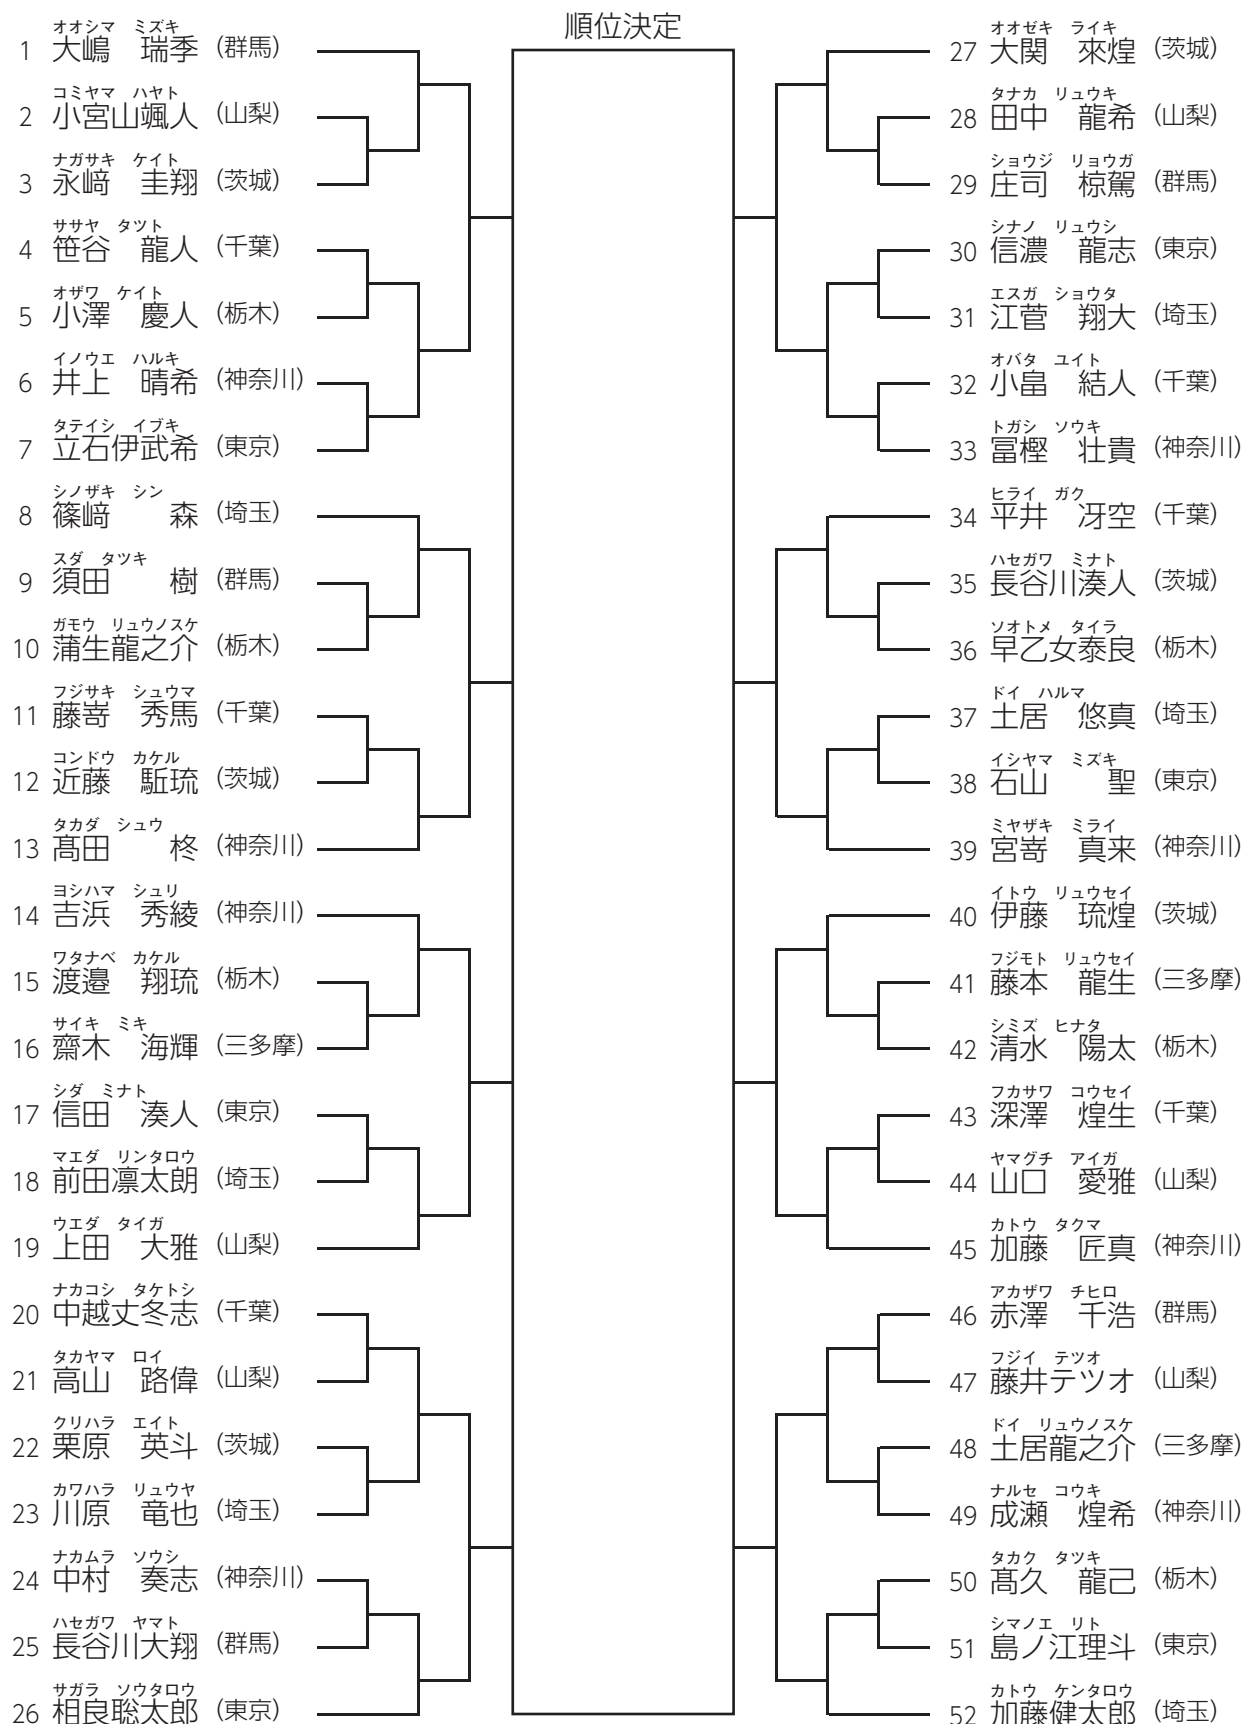 順位決定
オオシマ ミズキ
1 大嶋 瑞季 (群馬)
コミヤマ ハヤト
2 小宮山颯人 (山梨)
ナガサキ ケイト
3 永﨑 圭翔 (茨城)
ササヤ タツト
4 笹谷 龍人 (千葉)
オザワ ケイト
5 小澤 慶人 (栃木)
イノウエ ハルキ
6 井上 晴希 (神奈川)
タテイシ イブキ
7 立石伊武希 (東京)
シノザキ シン
8 篠﨑 森 (埼玉)
スダ タツキ
9 須田 樹 (群馬)
ガモウ リュウノスケ
10 蒲生龍之介 (栃木)
フジサキ シュウマ
11 藤嵜 秀馬 (千葉)
コンドウ カケル
12 近藤 駈琉 (茨城)
タカダ シュウ
13 髙田 柊 (神奈川)
ヨシハマ シュリ
14 吉浜 秀綾 (神奈川)
ワタナベ カケル
15 渡邉 翔琉 (栃木)
サイキ ミキ
16 齋木 海輝 (三多摩)
シダ ミナト
17 信田 湊人 (東京)
マエダ リンタロウ
18 前田凛太朗 (埼玉)
ウエダ タイガ
19 上田 大雅 (山梨)
ナカコシ タケトシ
20 中越丈冬志 (千葉)
タカヤマ ロイ
21 高山 路偉 (山梨)
クリハラ エイト
22 栗原 英斗 (茨城)
カワハラ リュウヤ
23 川原 竜也 (埼玉)
ナカムラ ソウシ
24 中村 奏志 (神奈川)
ハセガワ ヤマト
25 長谷川大翔 (群馬)
サガラ ソウタロウ
26 相良聡太郎 (東京)
オオゼキ ライキ
27 大関 來煌 (茨城)
タナカ リュウキ
28 田中 龍希 (山梨)
ショウジ リョウガ
29 庄司 椋駕 (群馬)
シナノ リュウシ
30 信濃 龍志 (東京)
エスガ ショウタ
31 江菅 翔大 (埼玉)
オバタ ユイト
32 小畠 結人 (千葉)
トガシ ソウキ
33 冨樫 壮貴 (神奈川)
ヒライ ガク
34 平井 冴空 (千葉)
ハセガワ ミナト
35 長谷川湊人 (茨城)
ソオトメ タイラ
36 早乙女泰良 (栃木)
ドイ ハルマ
37 土居 悠真 (埼玉)
イシヤマ ミズキ
38 石山 聖 (東京)
ミヤザキ ミライ
39 宮嵜 真来 (神奈川)
イトウ リュウセイ
40 伊藤 琉煌 (茨城)
フジモト リュウセイ
41 藤本 龍生 (三多摩)
シミズ ヒナタ
42 清水 陽太 (栃木)
フカサワ コウセイ
43 深澤 煌生 (千葉)
ヤマグチ アイガ
44 山口 愛雅 (山梨)
カトウ タクマ
45 加藤 匠真 (神奈川)
アカザワ チヒロ
46 赤澤 千浩 (群馬)
フジイ テツオ
47 藤井テツオ (山梨)
ドイ リュウノスケ
48 土居龍之介 (三多摩)
ナルセ コウキ
49 成瀬 煌希 (神奈川)
タカク タツキ
50 髙久 龍己 (栃木)
シマノエ リト
51 島ノ江理斗 (東京)
カトウ ケンタロウ
52 加藤健太郎 (埼玉)